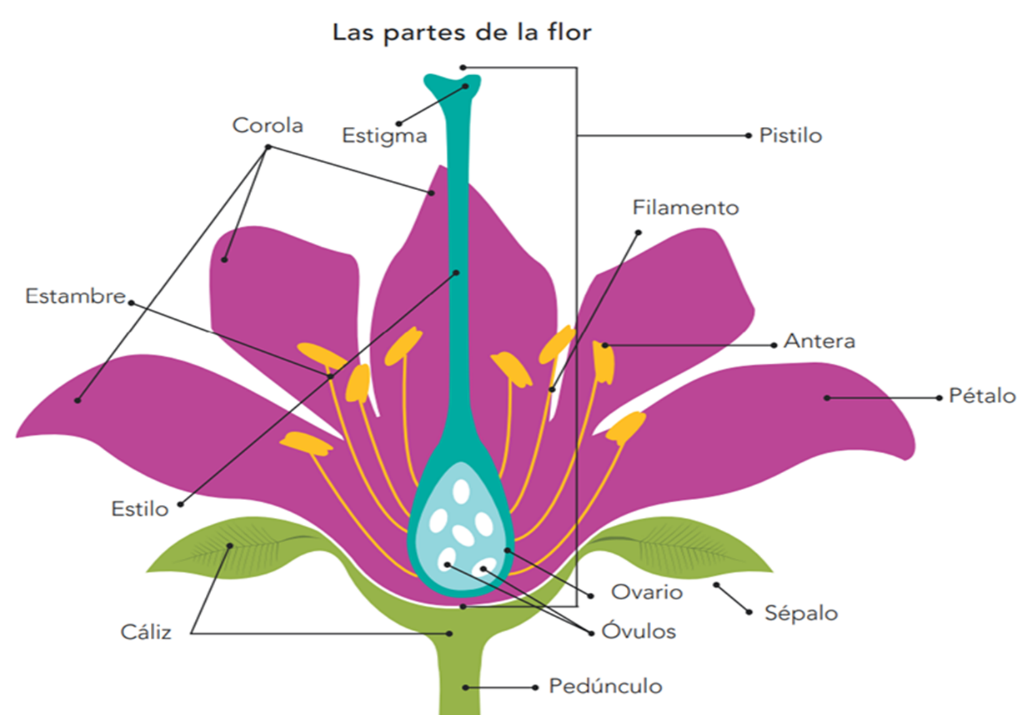 Las partes de la flor
Corola
Estigma
Pistilo
Filamento
Estambre
Antera
Pétalo
Estilo
Ovario
Sépalo
Cáliz
Óvulos
Pedúnculo